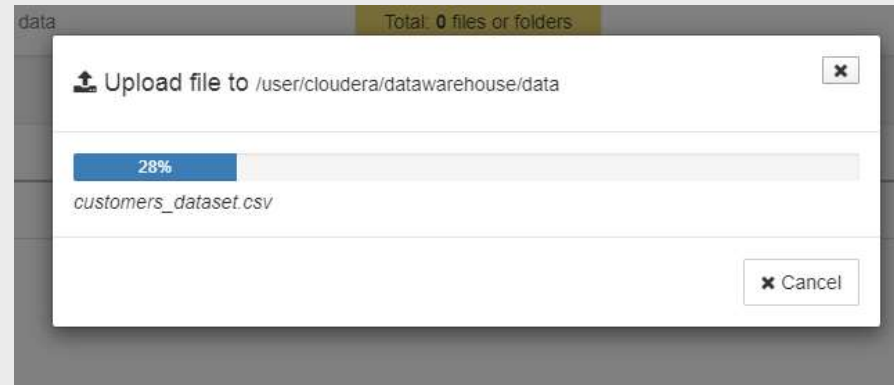 data
Total: 0 files or folders
Upload file to /user/cloudera/datawarehouse/data
28%
customers_dataset.csv
Cancel